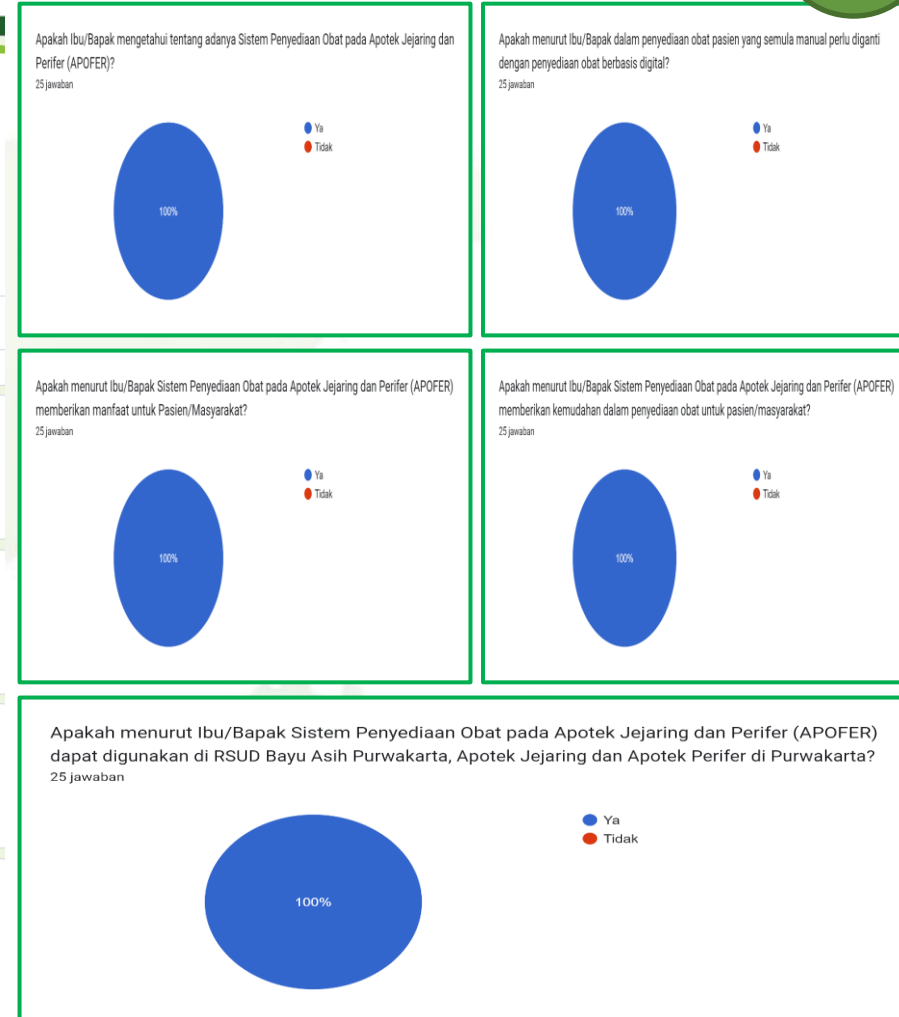 Apakah Ibu/Bapak mengetahui tentang adanya Sistem Penyediaan Obat pada Apotek Jejaring dan
Perifer (APOFER)?
25 jawaban
Ya
Tidak
100%
Apakah menurut Ibu/Bapak dalam penyediaan obat pasien yang semula manual perlu diganti
dengan penyediaan obat berbasis digital?
25 jawaban
Ya
Tidak
100%
Apakah menurut Ibu/Bapak Sistem Penyediaan Obat pada Apotek Jejaring dan Perifer (APOFER)
memberikan manfaat untuk Pasien/Masyarakat?
25 jawaban
Ya
Tidak
100%
Apakah menurut Ibu/Bapak Sistem Penyediaan Obat pada Apotek Jejaring dan Perifer (APOFER)
memberikan kemudahan dalam penyediaan obat untuk pasien/masyarakat?
25 jawaban
Ya
Tidak
100%
Apakah menurut Ibu/Bapak Sistem Penyediaan Obat pada Apotek Jejaring dan Perifer (APOFER)
dapat digunakan di RSUD Bayu Asih Purwakarta, Apotek Jejaring dan Apotek Perifer di Purwakarta?
25 jawaban
Ya
Tidak
100%